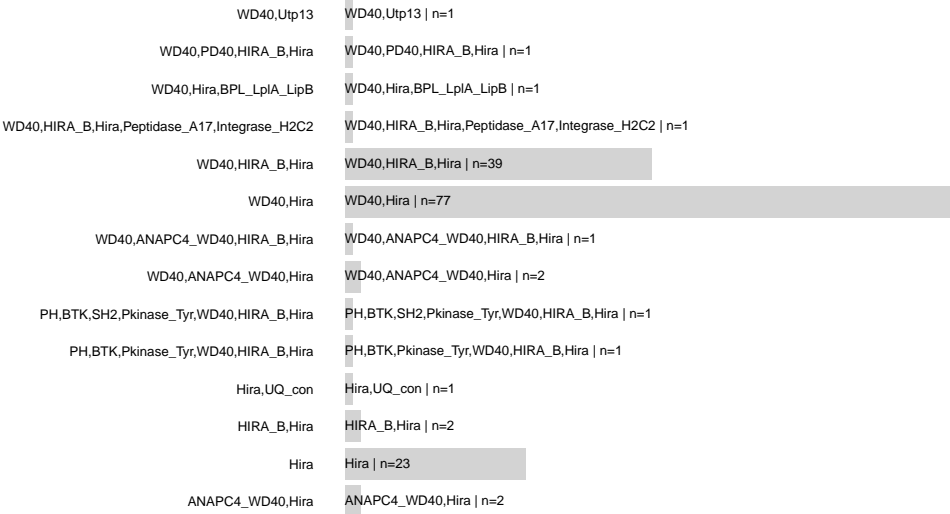 WD40,Utp13 WD40,Utp13 | n=1
WD40,PD40,HIRA_B,Hira WD40,PD40,HIRA_B,Hira | n=1
WD40,Hira,BPL_LplA_LipB WD40,Hira,BPL_LplA_LipB | n=1
WD40,HIRA_B,Hira,Peptidase_A17,Integrase_H2C2 WD40,HIRA_B,Hira,Peptidase_A17,Integrase_H2C2 | n=1
WD40,HIRA_B,Hira WD40,HIRA_B,Hira | n=39
WD40,Hira WD40,Hira | n=77
WD40,ANAPC4_WD40,HIRA_B,Hira WD40,ANAPC4_WD40,HIRA_B,Hira | n=1
WD40,ANAPC4_WD40,Hira WD40,ANAPC4_WD40,Hira | n=2
PH,BTK,SH2,Pkinase_Tyr,WD40,HIRA_B,Hira PH,BTK,SH2,Pkinase_Tyr,WD40,HIRA_B,Hira | n=1
PH,BTK,Pkinase_Tyr,WD40,HIRA_B,Hira PH,BTK,Pkinase_Tyr,WD40,HIRA_B,Hira | n=1
Hira,UQ_con Hira,UQ_con | n=1
HIRA_B,Hira HIRA_B,Hira | n=2
Hira Hira | n=23
ANAPC4_WD40,Hira ANAPC4_WD40,Hira | n=2